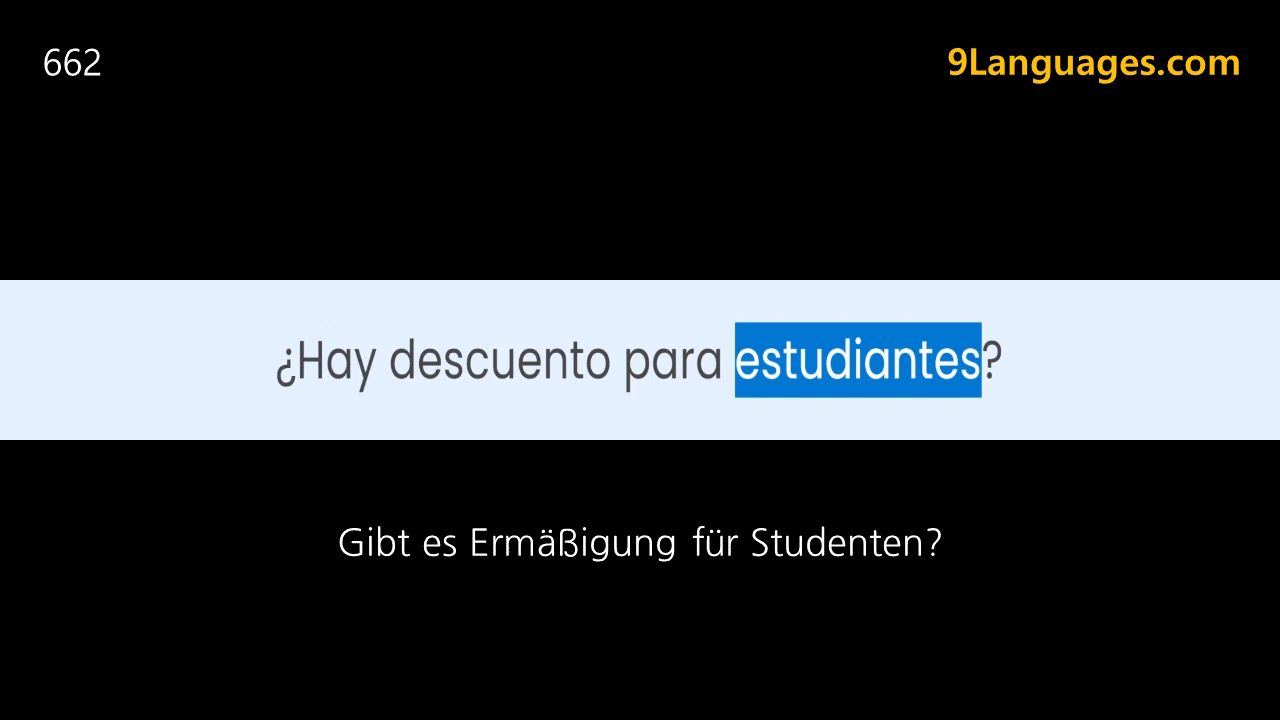 662
9Languages.com
¿Hay descuento para estudiantes?
Gibt es Ermäßigung für Studenten?